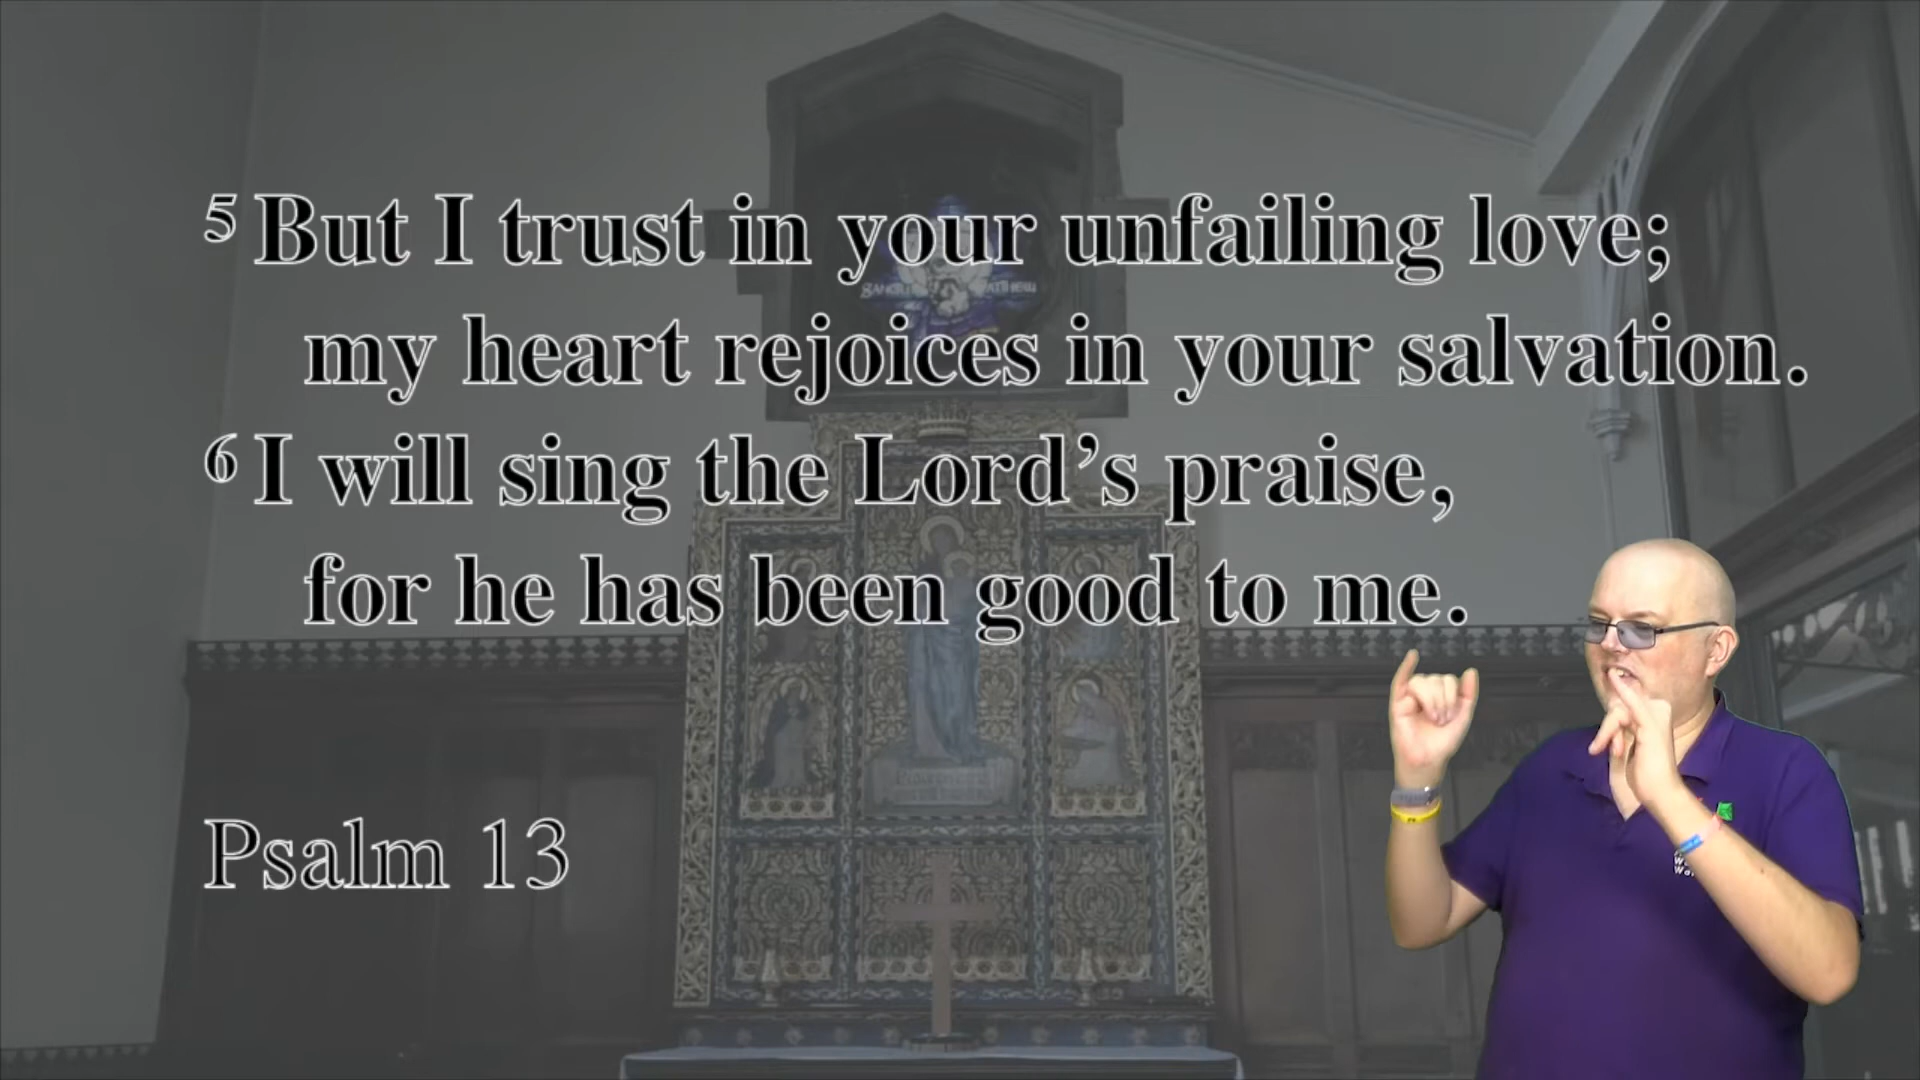 5 But I trust in your unfailing love;
my heart rejoices in your salvation.
6 I will sing the Lord’s praise,
for he has been good to me.
Psalm 13